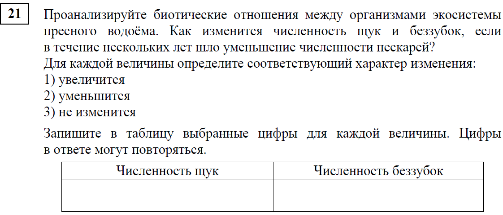 21
Проанализируйте биотические отношения между организмами экосистемы
пресного водоёма. Как изменится численность щук и беззубок, если
в течение нескольких лет шло уменьшение численности пескарей?
Для каждой величины определите соответствующий характер изменения:
1) увеличится
2) уменьшится
3) не изменится
Запишите в таблицу выбранные цифры для каждой величины. Цифры
в ответе могут повторяться.
Численность щук
Численность беззубок